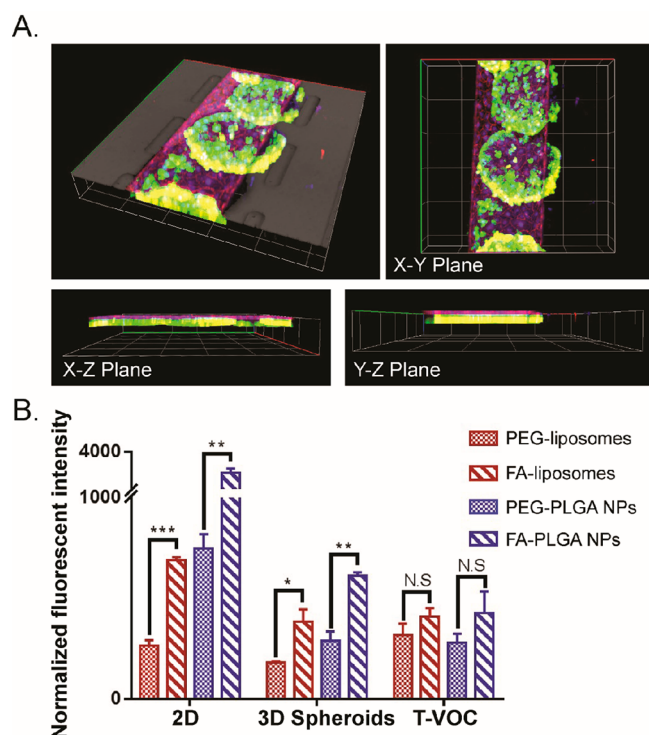 A.
X-Y Plane
X-Z Plane
Y-Z Plane
B.
Normalized fluorescent intensity
4000
1000
0
***
**
*
**
N.S
N.S
PEG-liposomes
FA-liposomes
PEG-PLGA NPs
FA-PLGA NPs
2D
3D Spheroids
T-VOC